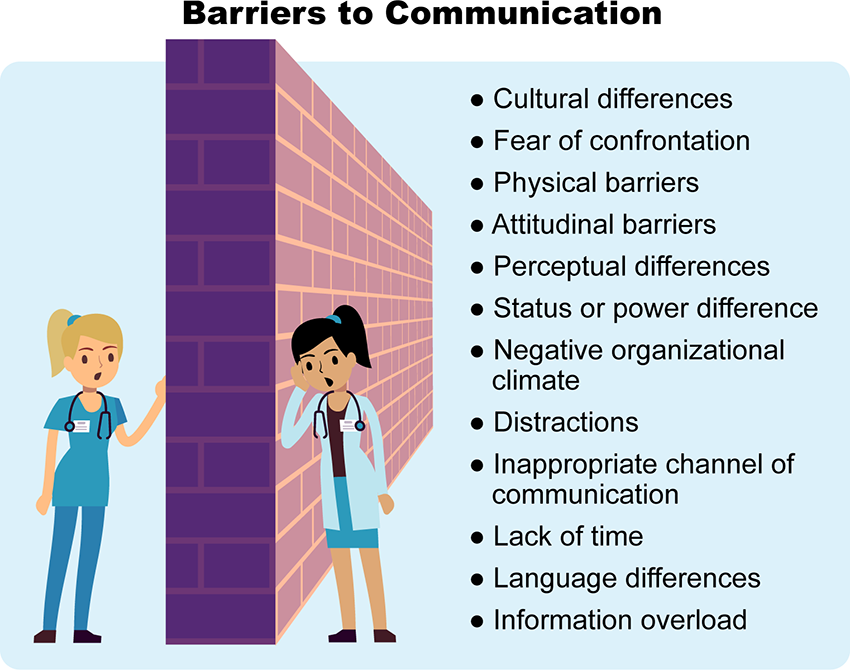 Barriers to Communication
● Cultural differences
● Fear of confrontation
● Physical barriers
● Attitudinal barriers
● Perceptual differences
● Status or power difference
● Negative organizational
climate
● Distractions
● Inappropriate channel of
communication
● Lack of time
● Language differences
● Information overload